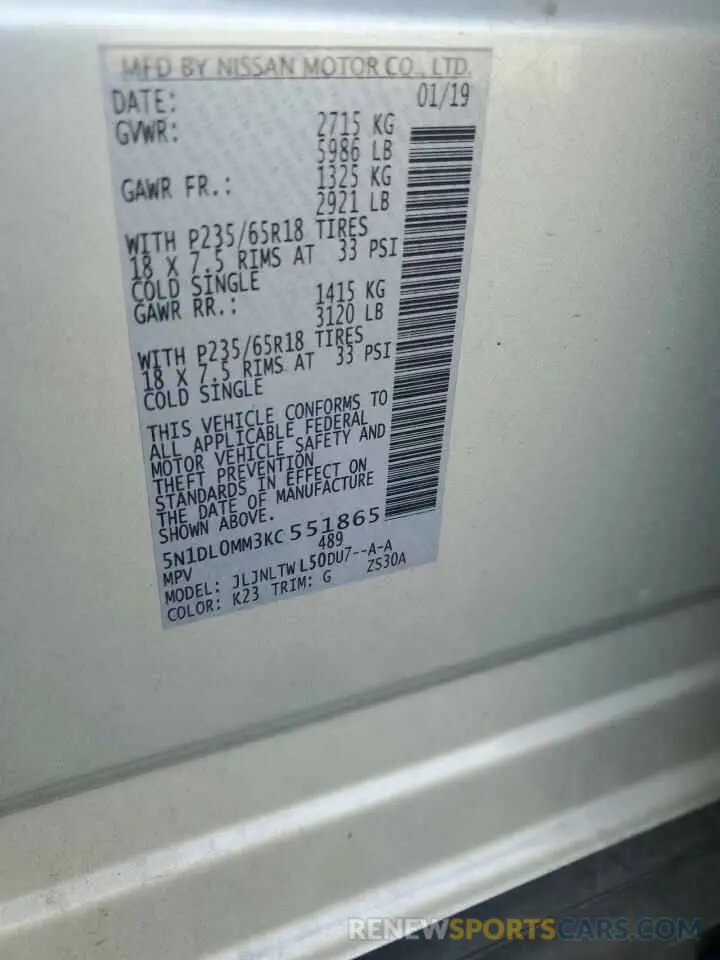 MFD BY NISSAN MOTOR CO., LTD.
DATE: 01/19
GVWR: 2715 KG
5986 LB
GAWR FR.: 1325 KG
2921 LB
WITH P235/65R18 TIRES
18 X 7.5 RIMS AT 33 PSI
COLD SINGLE
GAWR RR.: 1415 KG
3120 LB
WITH P235/65R18 TIRES
18 X 7.5 RIMS AT 33 PSI
COLD SINGLE
THIS VEHICLE CONFORMS TO
ALL APPLICABLE FEDERAL
MOTOR VEHICLE SAFETY AND
THEFT PREVENTION
STANDARDS IN EFFECT ON
THE DATE OF MANUFACTURE
SHOWN ABOVE.
5N1DL0MM3KC551865
MPV 489
MODEL: JLJNLTWL50DU7--A-A
COLOR: K23 TRIM: G ZS30A
RENEWSPORTSCARS.COM